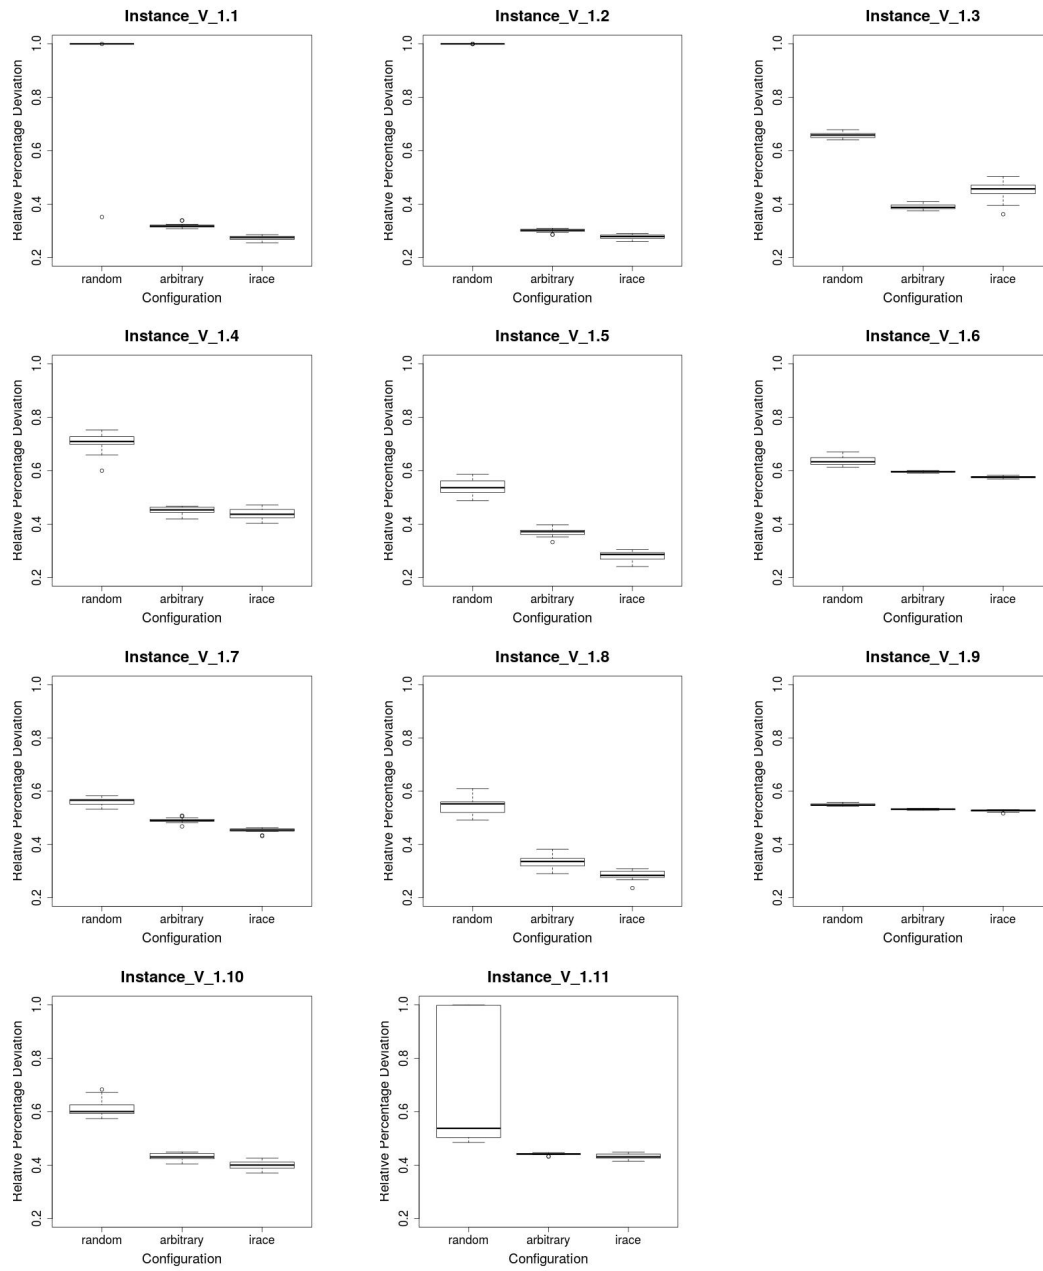 Instance_V_1.1
Relative Percentage Deviation
1.0
0.8
0.6
0.4
0.2
random arbitrary irace
Configuration
Instance_V_1.2
Relative Percentage Deviation
1.0
0.8
0.6
0.4
0.2
random arbitrary irace
Configuration
Instance_V_1.3
Relative Percentage Deviation
1.0
0.8
0.6
0.4
0.2
random arbitrary irace
Configuration
Instance_V_1.4
Relative Percentage Deviation
1.0
0.8
0.6
0.4
0.2
random arbitrary irace
Configuration
Instance_V_1.5
Relative Percentage Deviation
1.0
0.8
0.6
0.4
0.2
random arbitrary irace
Configuration
Instance_V_1.6
Relative Percentage Deviation
1.0
0.8
0.6
0.4
0.2
random arbitrary irace
Configuration
Instance_V_1.7
Relative Percentage Deviation
1.0
0.8
0.6
0.4
0.2
random arbitrary irace
Configuration
Instance_V_1.8
Relative Percentage Deviation
1.0
0.8
0.6
0.4
0.2
random arbitrary irace
Configuration
Instance_V_1.9
Relative Percentage Deviation
1.0
0.8
0.6
0.4
0.2
random arbitrary irace
Configuration
Instance_V_1.10
Relative Percentage Deviation
1.0
0.8
0.6
0.4
0.2
random arbitrary irace
Configuration
Instance_V_1.11
Relative Percentage Deviation
1.0
0.8
0.6
0.4
0.2
random arbitrary irace
Configuration